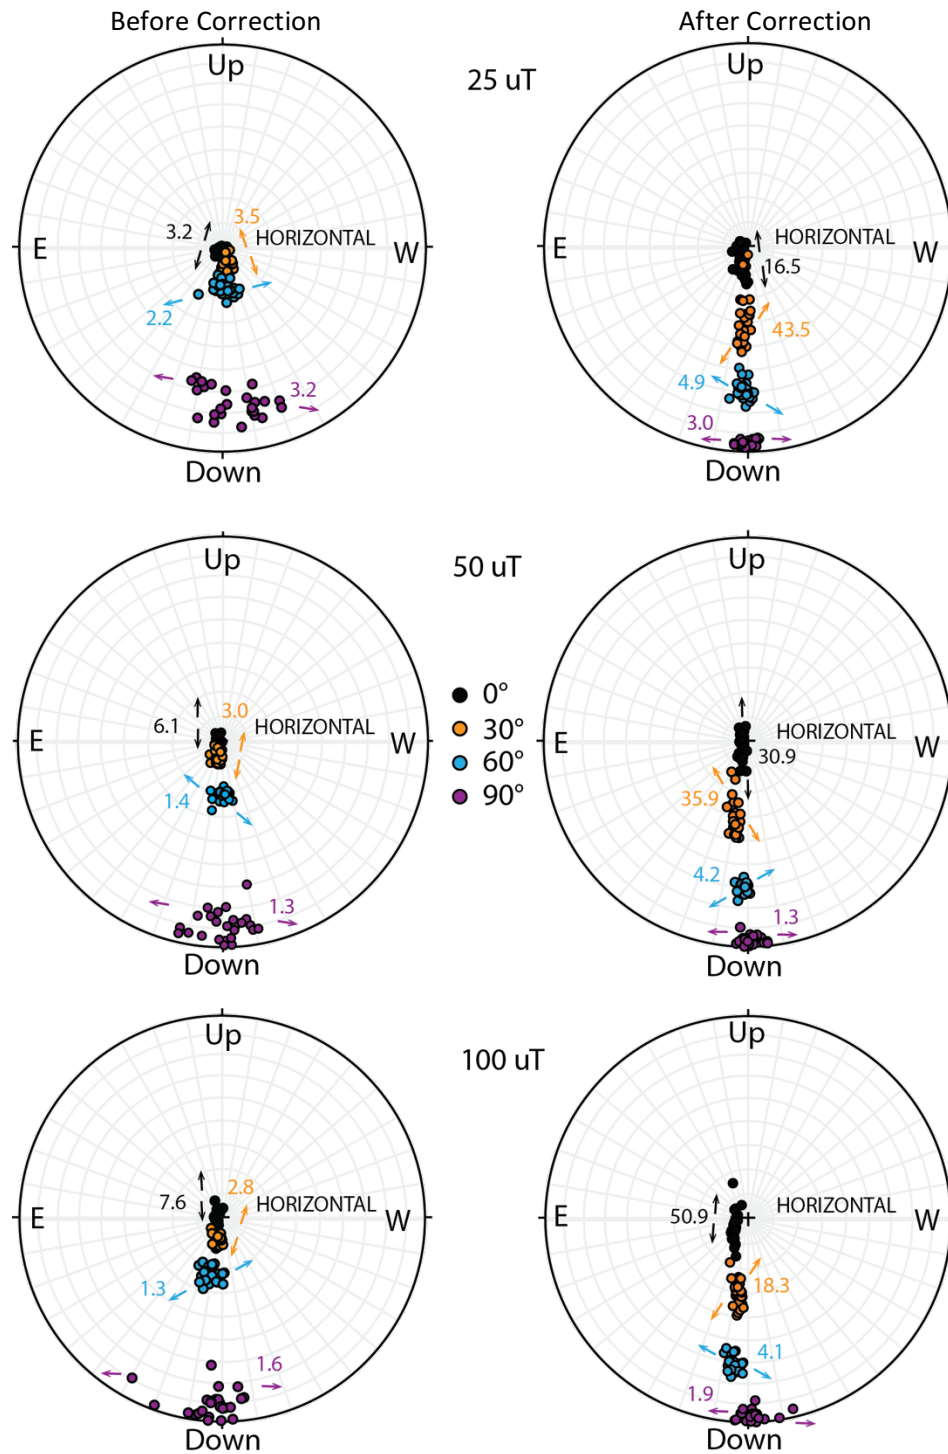 Before Correction
After Correction
Up
25 uT
Up
3.2
3.5
HORIZONTAL
E
W
2.2
3.2
Down
HORIZONTAL
E
W
16.5
43.5
4.9
3.0
Down
Up
50 uT
Up
0°
30°
60°
90°
6.1
3.0
HORIZONTAL
E
W
1.4
1.3
Down
HORIZONTAL
E
W
30.9
35.9
4.2
1.3
Down
Up
100 uT
Up
7.6
2.8
HORIZONTAL
E
W
1.3
1.6
Down
HORIZONTAL
50.9
E
W
18.3
4.1
1.9
Down